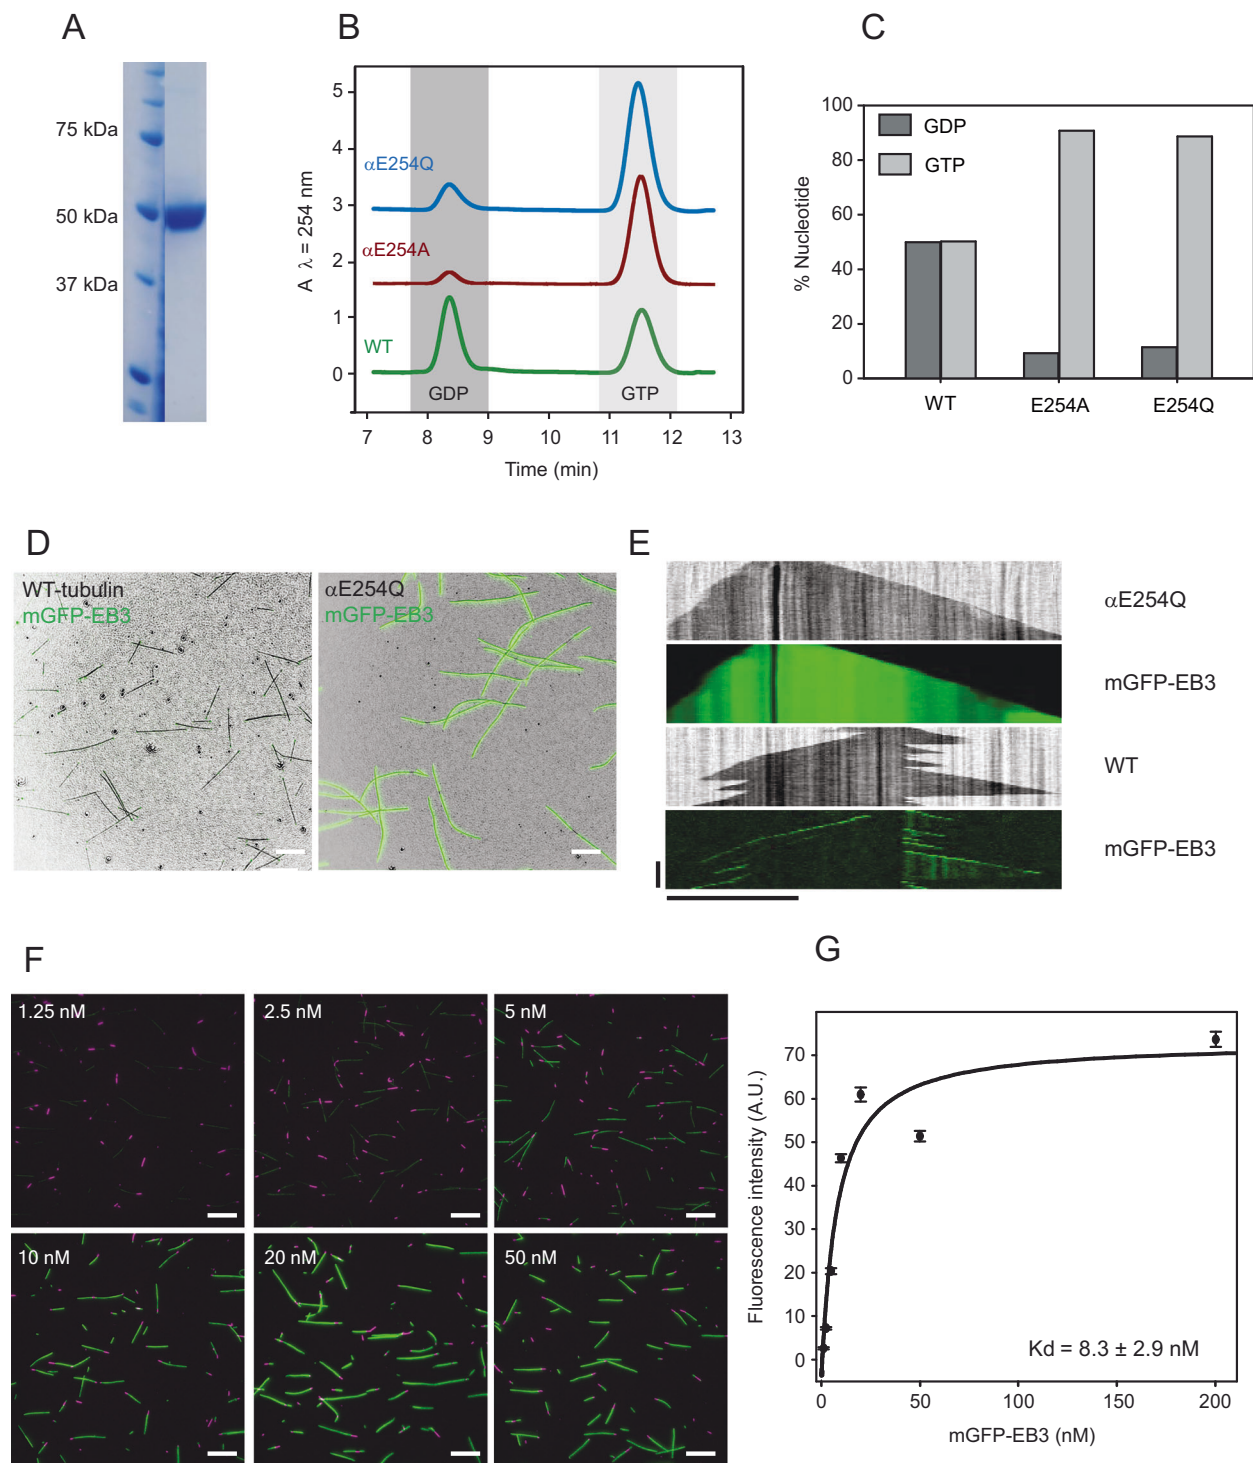 A
75 kDa
50 kDa
37 kDa
B
A λ = 254 nm
5
4
3
2
1
0
αE254Q
αE254A
WT
GDP
GTP
7
8
9
10
11
12
13
Time (min)
C
% Nucleotide
100
80
60
40
20
0
GDP
GTP
WT
E254A
E254Q
D
WT-tubulin
mGFP-EB3
αE254Q
mGFP-EB3
E
αE254Q
mGFP-EB3
WT
mGFP-EB3
F
1.25 nM
2.5 nM
5 nM
10 nM
20 nM
50 nM
G
Fluorescence intensity (A.U.)
70
60
50
40
30
20
10
0
Kd = 8.3 ± 2.9 nM
0
50
100
150
200
mGFP-EB3 (nM)